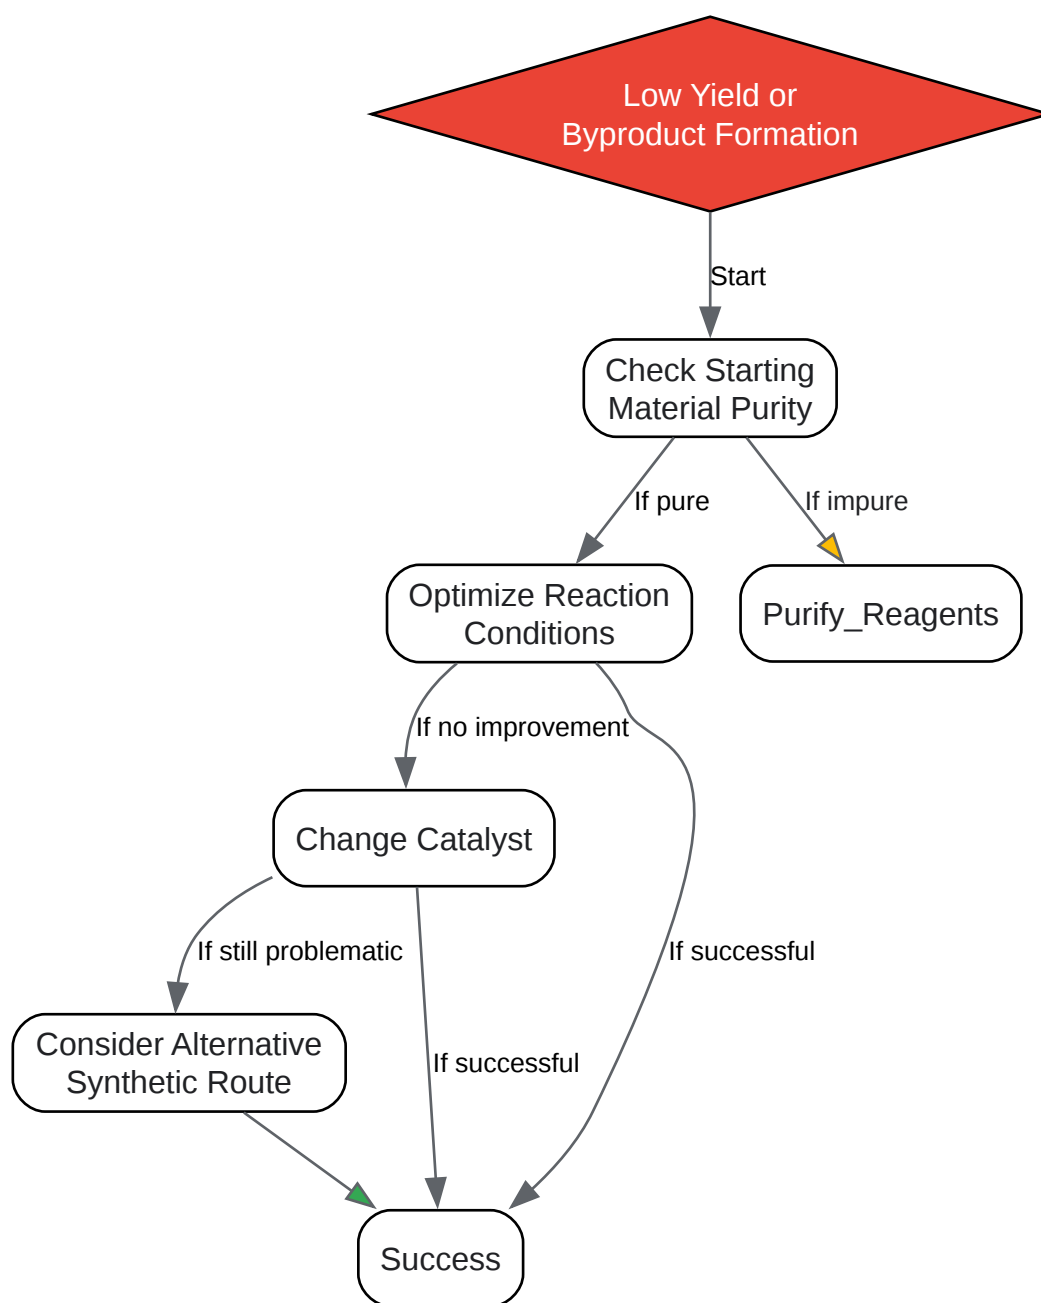 Low Yield or
Byproduct Formation
Start
Check Starting
Material Purity
If pure
If impure
Optimize Reaction
Conditions
Purify_Reagents
If no improvement
Change Catalyst
If still problematic
If successful
Consider Alternative
Synthetic Route
If successful
Success